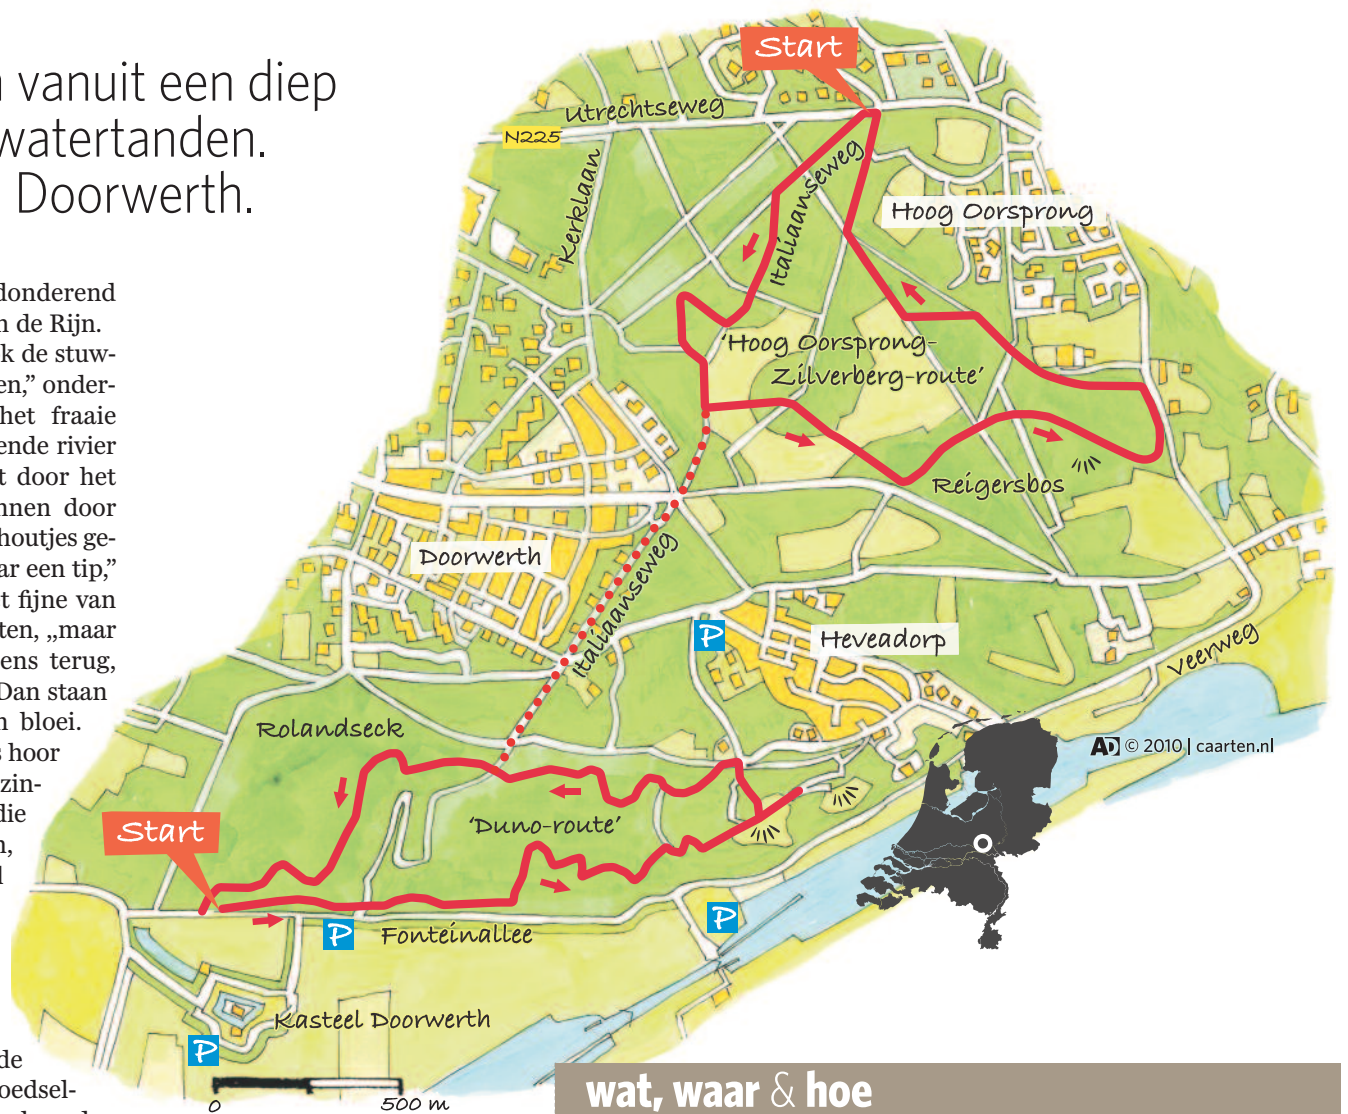 n vanuit een diep
watertanden.
Doorwerth.
donderend
n de Rijn.
k de stuw-
en,” onder-
het fraaie
ende rivier
t door het
nnen door
houtjes ge-
ar een tip,”
t fijne van
ten, „maar
ens terug,
Dan staan
n bloei.
s hoor
zin-
die
n,
l
de
oedsel-
Start
Utrechtseweg
N225
Kerklaan
Italiaanseweg
Hoog Oorsprong
‘Hoog Oorsprong-
Zilverberg-route’
Reigersbos
Doorwerth
Italiaanseweg
P
Heveadorp
Veerweg
Rolandseck
AD © 2010 | caarten.nl
Start
‘Duno-route’
P
P
Fonteinallee
Kasteel Doorwerth
P
0
500 m
wat, waar & hoe